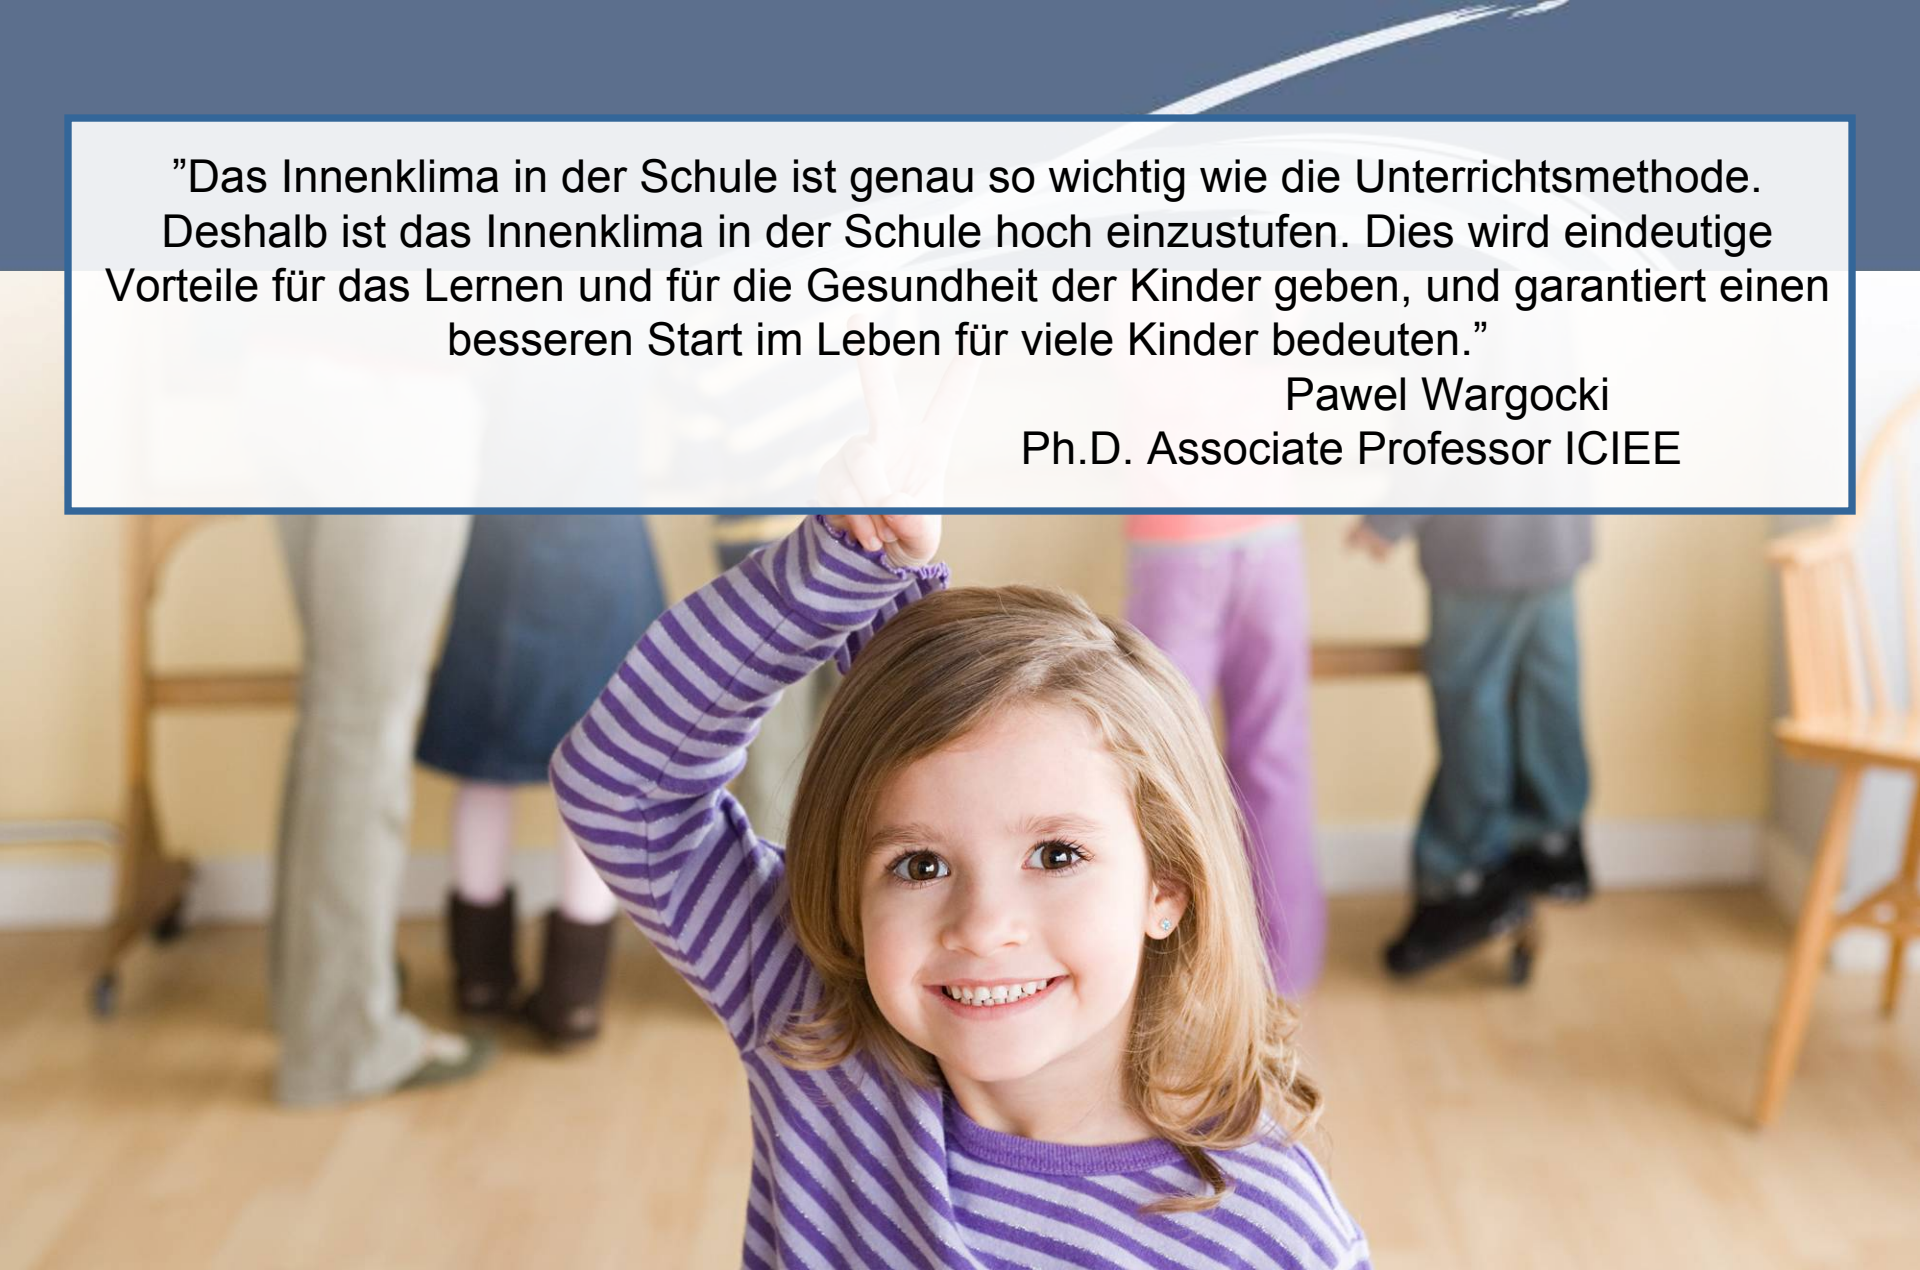 ”Das Innenklima in der Schule ist genau so wichtig wie die Unterrichtsmethode.
Deshalb ist das Innenklima in der Schule hoch einzustufen. Dies wird eindeutige
Vorteile für das Lernen und für die Gesundheit der Kinder geben, und garantiert einen
besseren Start im Leben für viele Kinder bedeuten.”
Pawel Wargocki
Ph.D. Associate Professor ICIEE